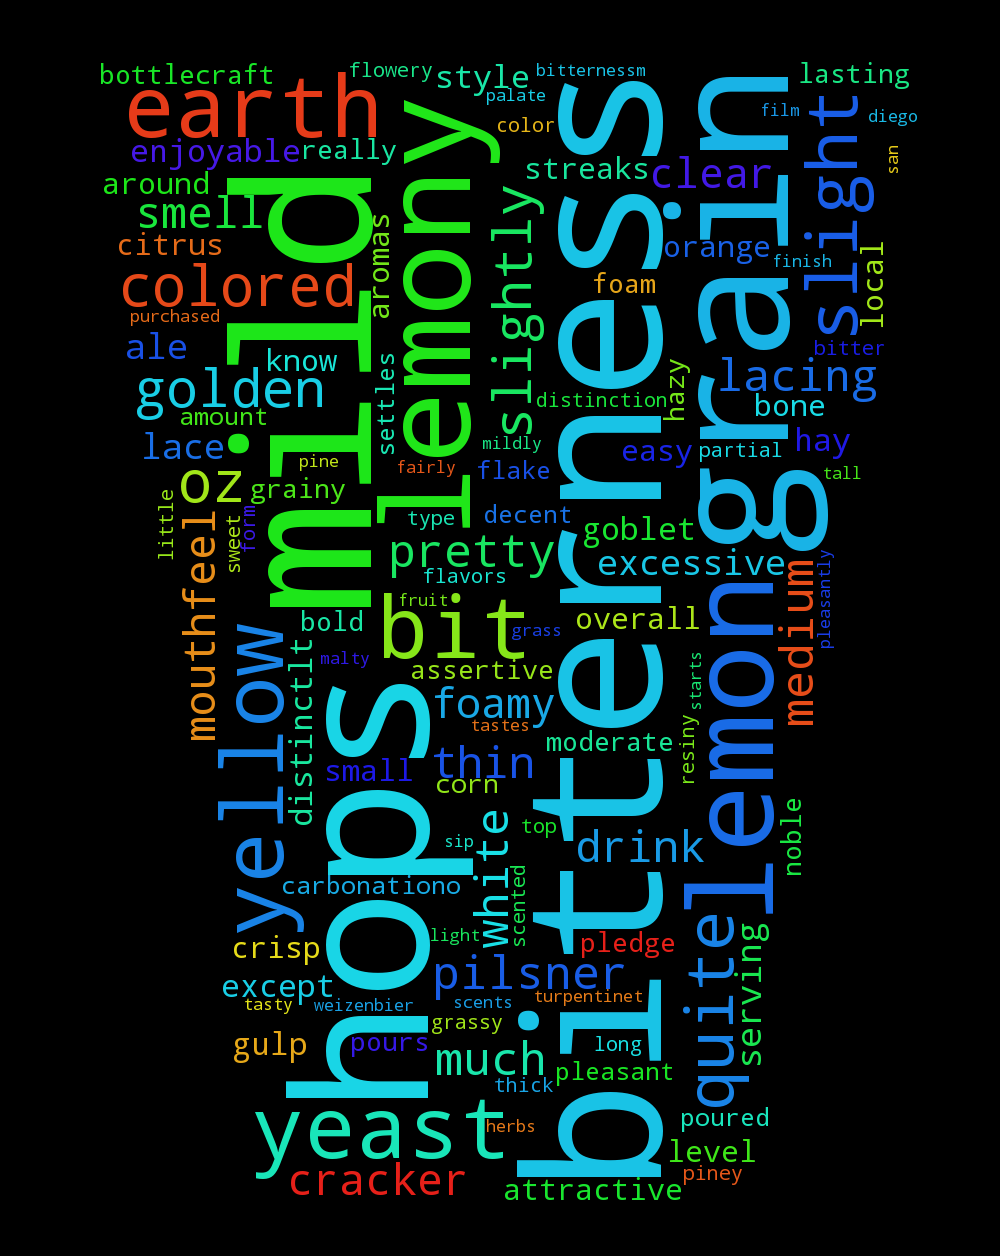 bottlecraft
flowery
style
bitternessm
lasting
earth
palate
color
film
diego
enjoyable
really
streaks
clear
san
around
smell
aromas
lemony
slightly
slight
citrus
orange
finish
local
colored
foam
purchased
ale
know
mild
settles
hazy
bitter
golden
distinction
lacing
bone
amount
lace
mildly
easy
partial
hay
pine
fairly
flake
tall
oz
grainy
grain
little
sweet
form
type
decent
goblet
pretty
excessive
mouthfeel
flavors
medium
pleasantly
bold
fruit
bit
grass
overall
malty
assertive
yellow
distinctlt
foamy
tastes
resiny
starts
moderate
small
thin
corn
lemon
bitterness
hops
top
sip
white
drink
noble
carbonationo
scented
light
crisp
pledge
quite
serving
except
pilsner
tasty
weizenbier
scents
turpentinet
gulp
pours
grassy
long
much
pleasant
thick
yeast
herbs
poured
level
cracker
piney
attractive